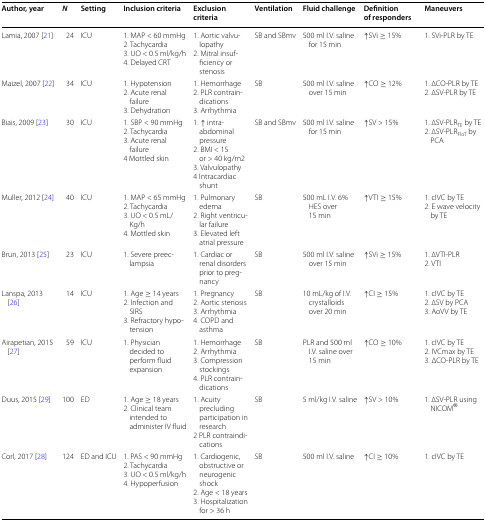 Author, year N Setting Inclusion criteria Exclusion criteria Ventilation Fluid challenge Definition of responders Maneuvers
Lamia, 2007 [21] 24 ICU 1. MAP < 60 mmHg 2. Tachycardia 3. UO < 0.5 ml/kg/h 4. Delayed CRT 1. Aortic valvulopathy 2. Mitral insufficiency or stenosis SB and SBmv 500 ml I.V. saline for 15 min ↑SVi ≥ 15% 1. SVi-PLR by TE
Maizel, 2007 [22] 34 ICU 1. Hypotension 2. Acute renal failure 3. Dehydration 1. Hemorrhage 2. PLR contraindications 3. Arrhythmia SB 500 ml I.V. saline over 15 min ↑CO ≥ 12% 1. ΔCO-PLR by TE 2. ΔSV-PLR by TE
Biais, 2009 [23] 30 ICU 1. SBP < 90 mmHg 2. Tachycardia 3. Acute renal failure 4 Mottled skin 1. ↑ intra-abdominal pressure 2. BMI < 15 or > 40 kg/m2 3. Valvulopathy 4 Intracardiac shunt SB and SBmv 500 ml I.V. saline for 15 min ↑SV > 15% 1. ΔSV-PLR TE by TE 2. ΔSV-PLR by PCA
Muller, 2012 [24] 40 ICU 1. MAP < 65 mmHg 2. Tachycardia 3. UO < 0.5 mL/Kg/h 4. Mottled skin 1. Pulmonary edema 2. Right ventricular failure 3. Elevated left atrial pressure SB 500 mL I.V. 6% HES over 15 min ↑VTI ≥ 15% 1. cIVC by TE 2. E wave velocity by TE
Brun, 2013 [25] 23 ICU 1. Severe preeclampsia 1. Cardiac or renal disorders prior to pregnancy SB 500 ml I.V. saline over 15 min ↑SVi ≥ 15% 1. ΔVTI-PLR 2. VTI
Lanspa, 2013 [26] 14 ICU 1. Age ≥ 14 years 2. Infection and SIRS 3. Refractory hypotension 1. Pregnancy 2. Aortic stenosis 3. Arrhythmia 4. COPD and asthma SB 10 mL/kg of I.V. crystalloids over 20 min ↑CI ≥ 15% 1. cIVC by TE 2. ΔSV by PCA 3. AoVV by TE
Airapetian, 2015 [27] 59 ICU 1. Physician decided to perform fluid expansion 1. Hemorrhage 2. Arrhythmia 3. Compression stockings 4. PLR contraindications SB PLR and 500 ml I.V. saline over 15 min ↑CO ≥ 10% 1. cIVC by TE 2. IVCmax by TE 3. ΔCO-PLR by TE
Duus, 2015 [29] 100 ED 1. Age ≥ 18 years 2. Clinical team intended to administer IV fluid 1. Acuity precluding participation in research 2 PLR contraindications SB 5 ml/kg I.V. saline ↑SV > 10% 1. ΔSV-PLR using NICOM®
Corl, 2017 [28] 124 ED and ICU 1. PAS < 90 mmHg 2. Tachycardia 3. UO < 0.5 ml/kg/h 4. Hypoperfusion 1. Cardiogenic, obstructive or neurogenic shock 2. Age < 18 years 3. Hospitalization for > 36 h SB 500 ml I.V. saline ↑CI ≥ 10% 1. cIVC by TE